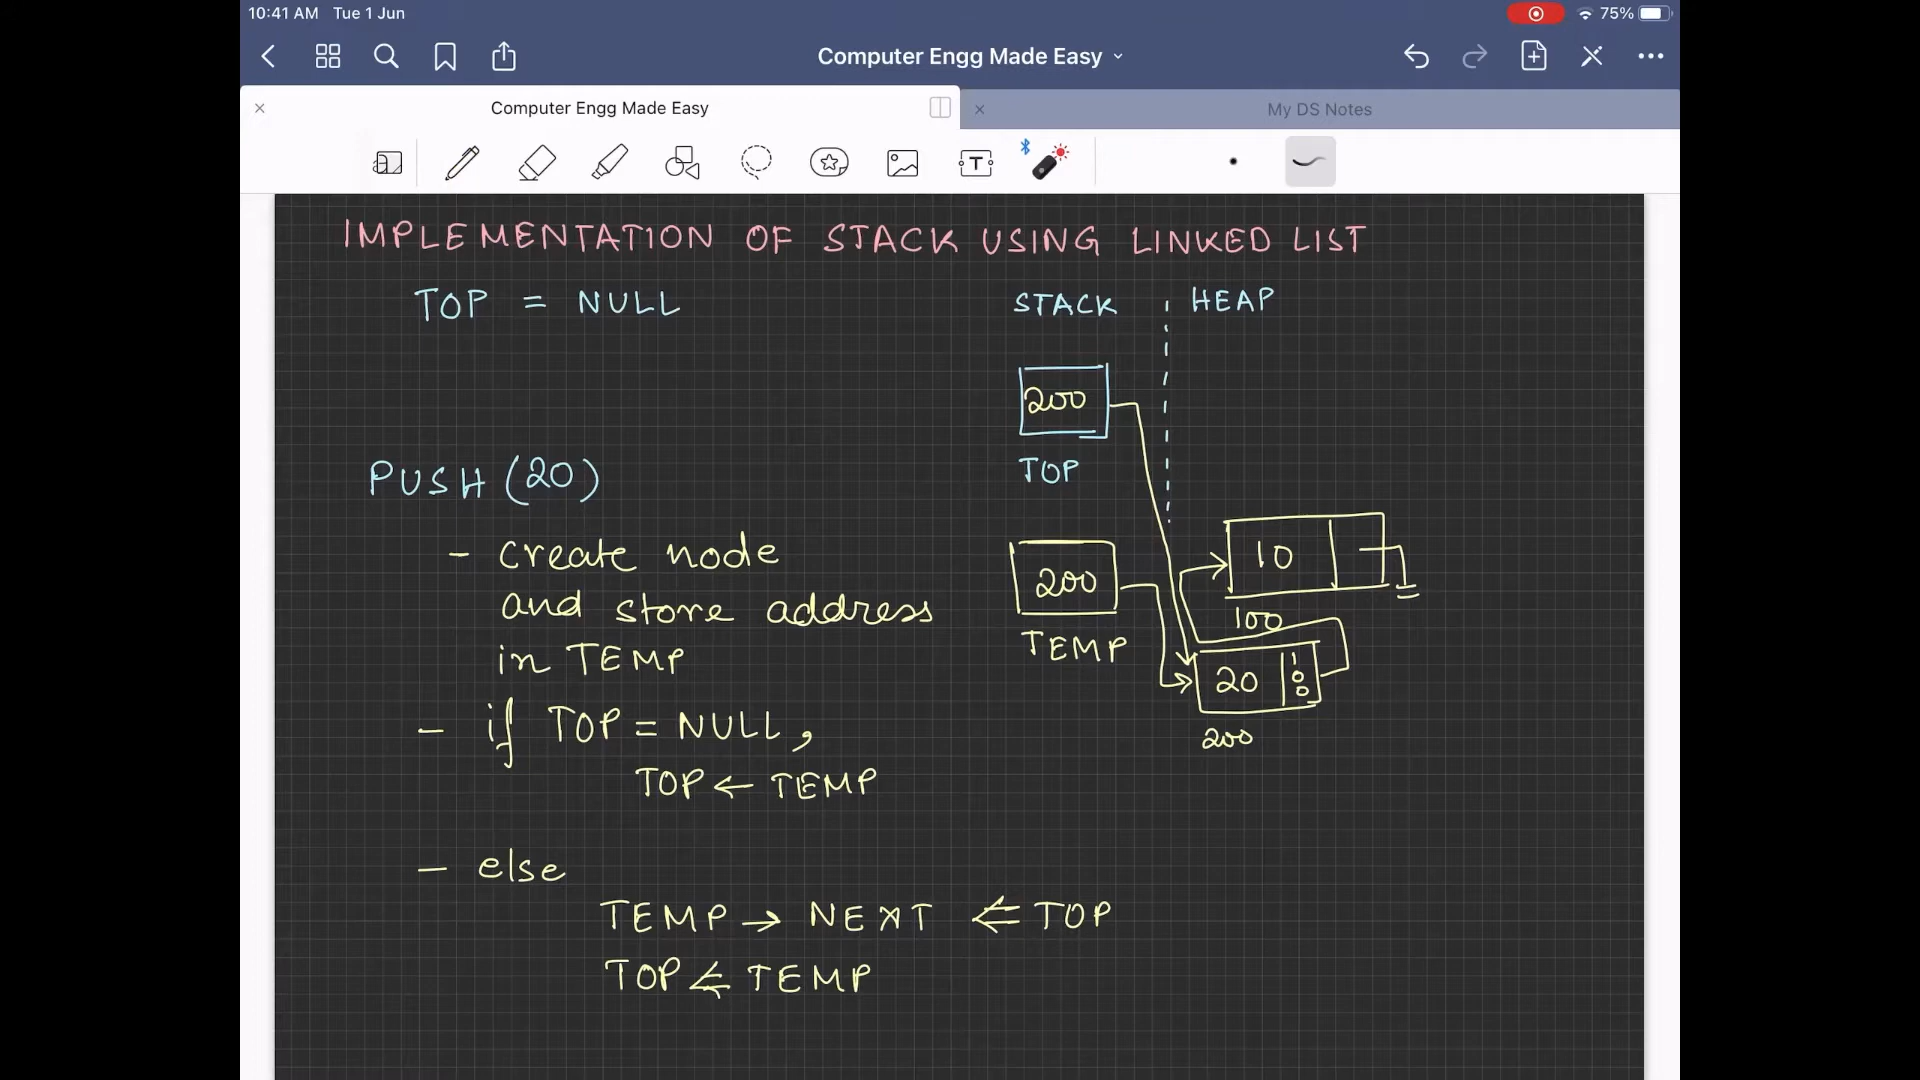 10:41 AM Tue 1 Jun
75%
Computer Engg Made Easy
Computer Engg Made Easy
My DS Notes
IMPLEMENTATION OF STACK USING LINKED LIST
TOP = NULL
STACK
HEAP
200
TOP
PUSH (20)
- create node
and store address
in TEMP
200
TEMP
10
100
20 100
200
- if TOP = NULL,
TOP ← TEMP
- else
TEMP → NEXT ⇐ TOP
TOP ⇐ TEMP